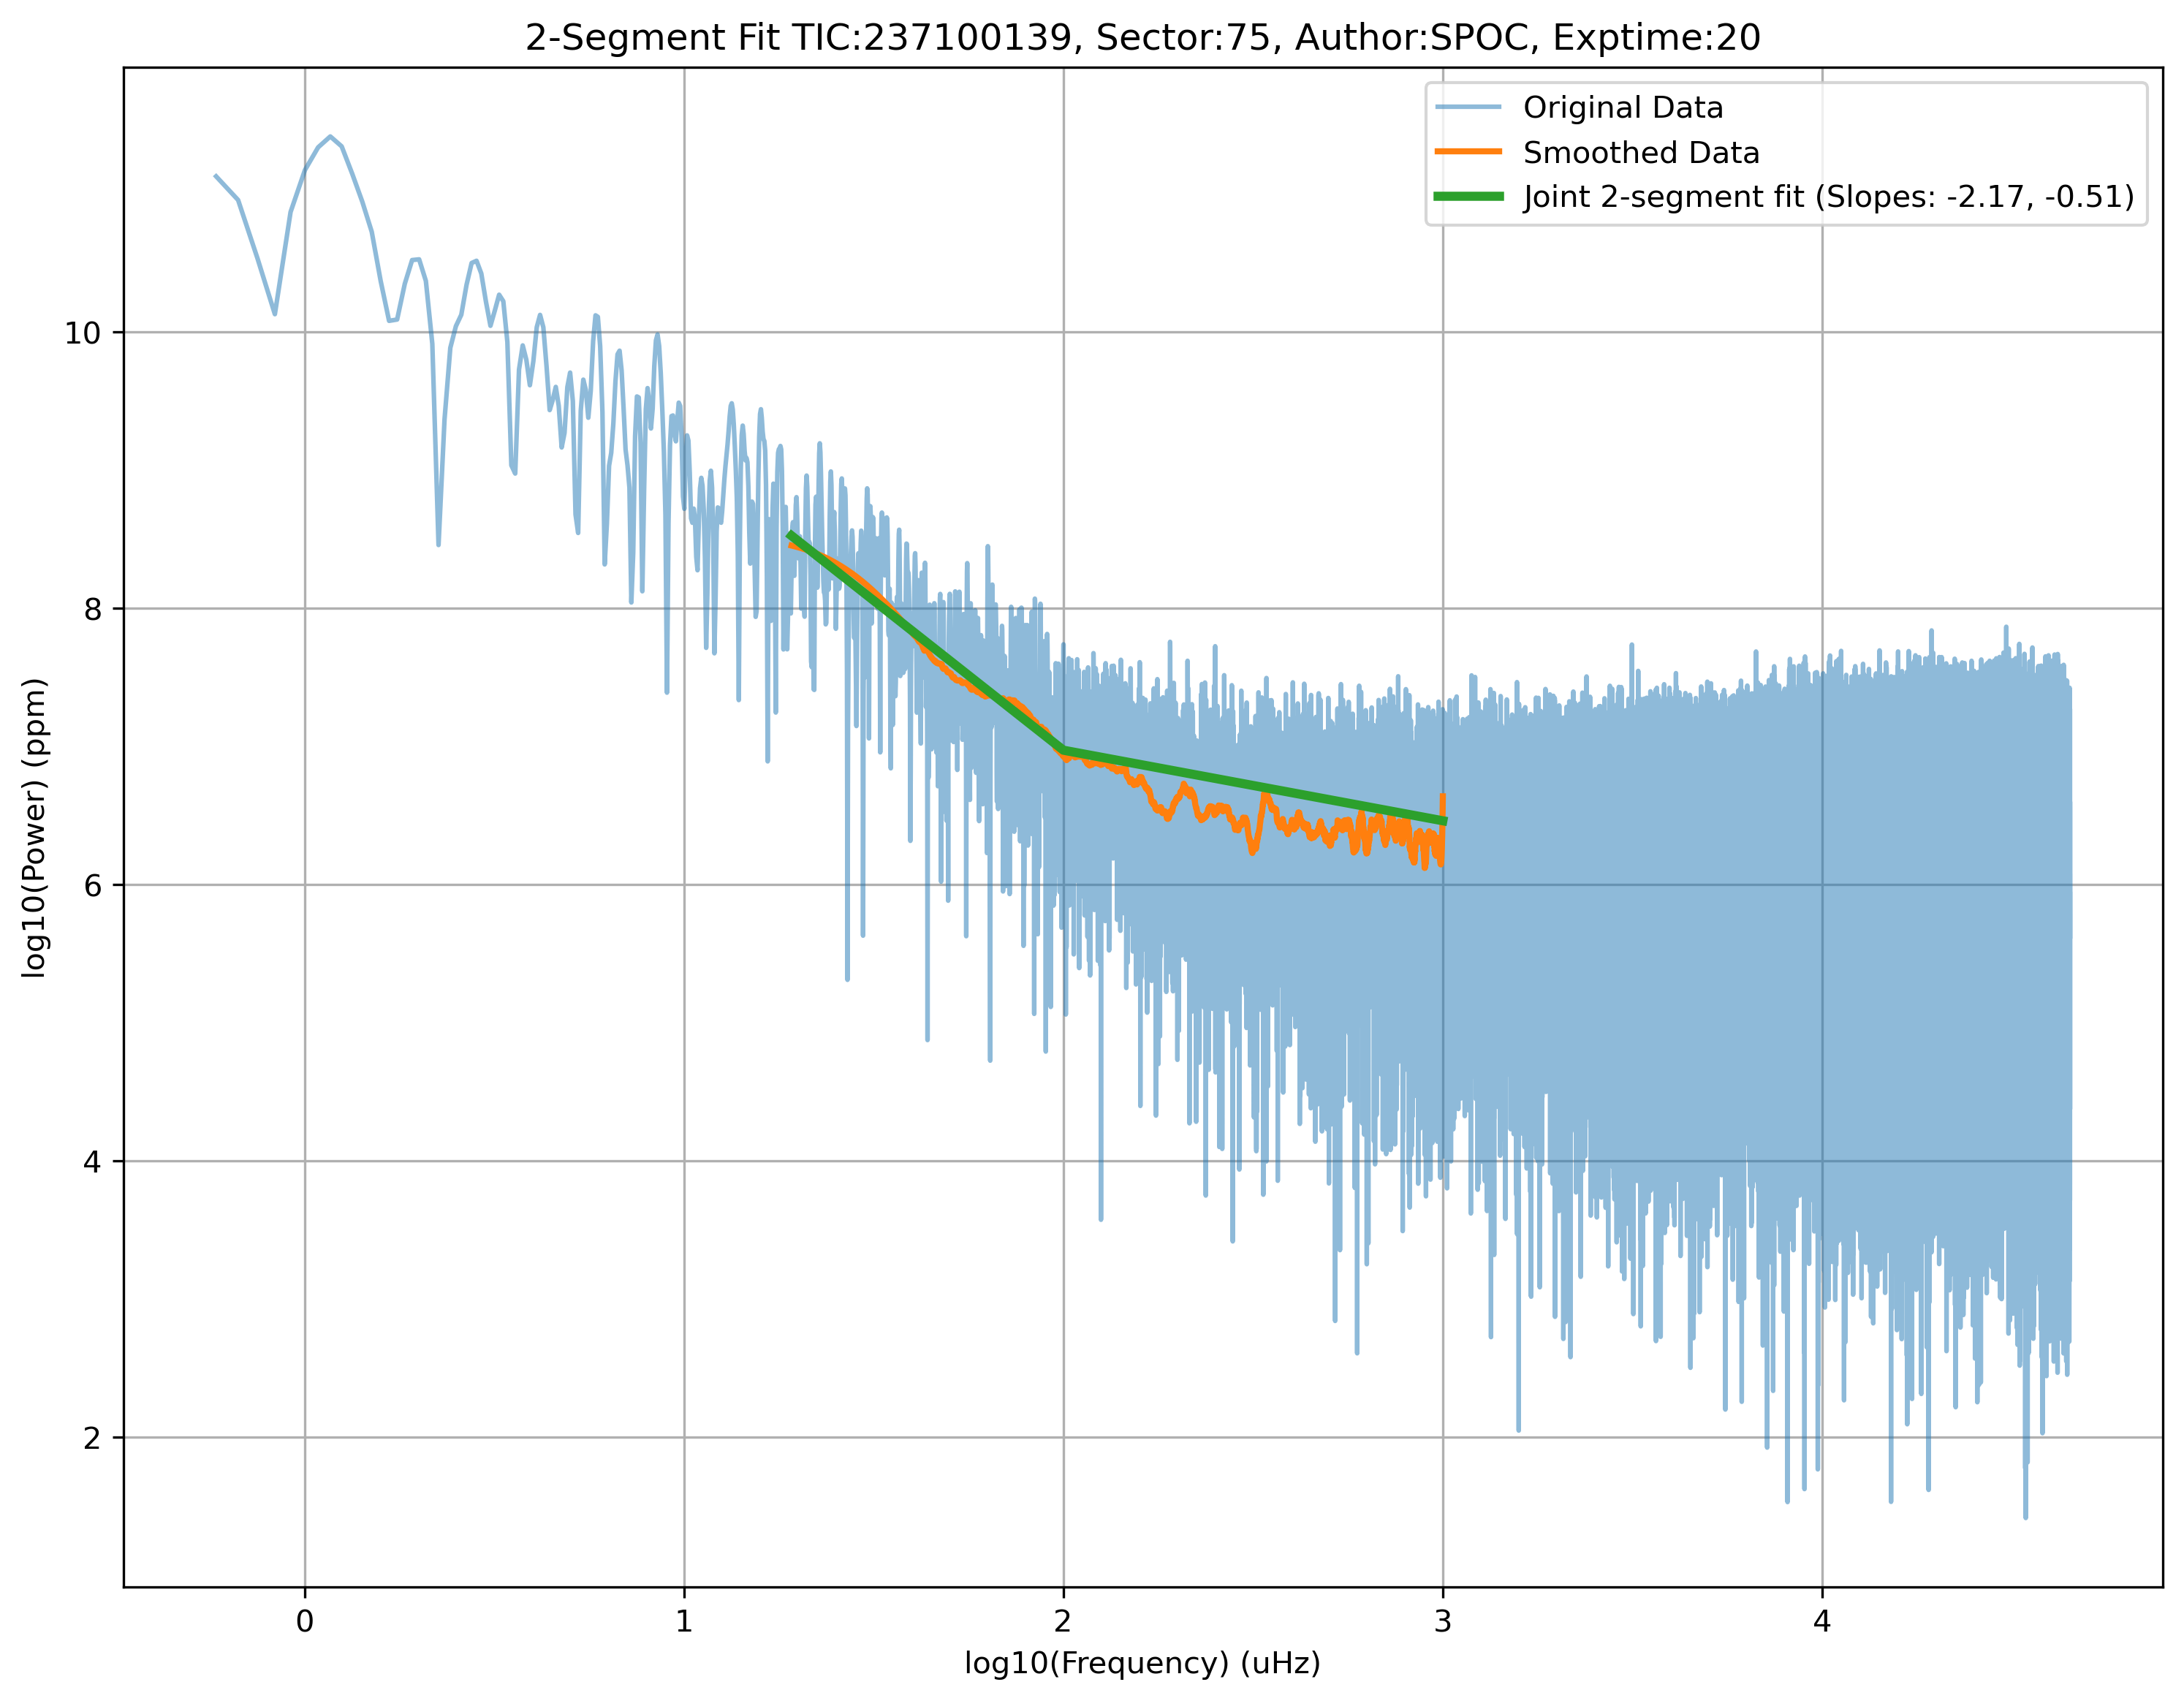 2-Segment Fit TIC:237100139, Sector:75, Author:SPOC, Exptime:20
Original Data
Smoothed Data
Joint 2-segment fit (Slopes: -2.17, -0.51)
log10(Power) (ppm)
10
8
6
4
2
0 1 2 3 4
log10(Frequency) (uHz)